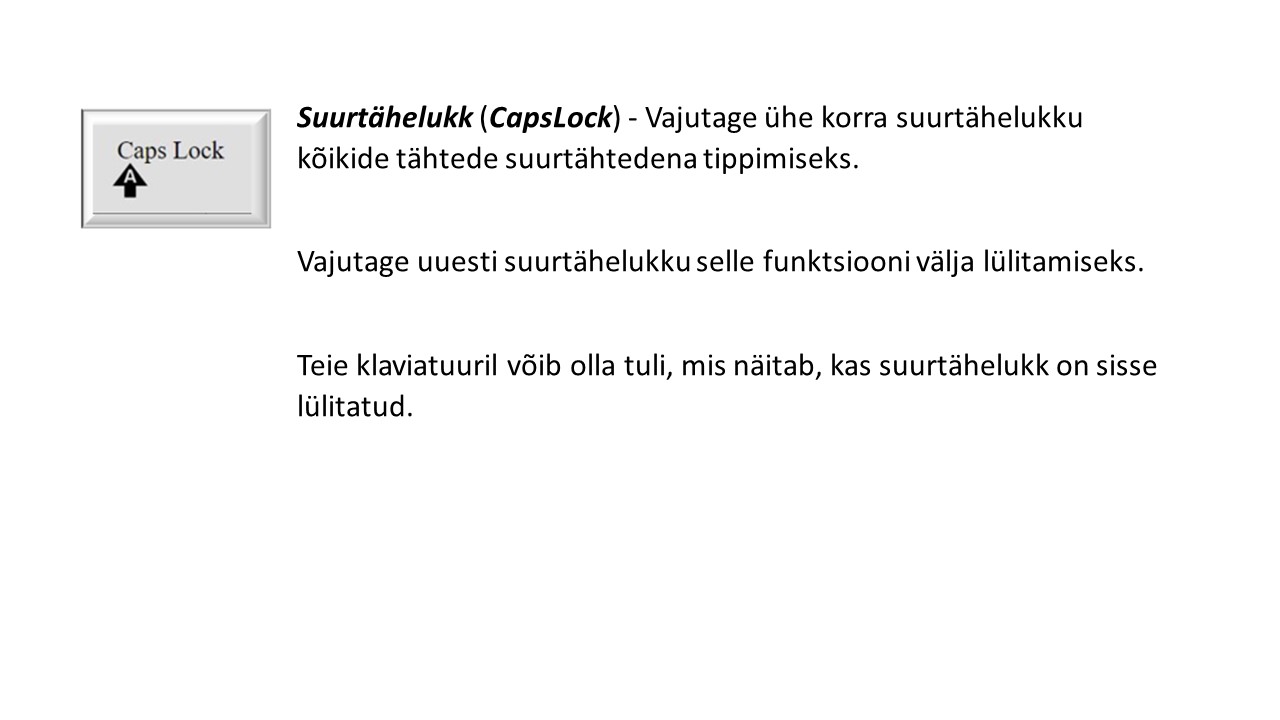 Caps Lock
A
Suurtähelukk (CapsLock) - Vajutage ühe korra suurtähelukku
kõikide tähtede suurtähtedena tippimiseks.
Vajutage uuesti suurtähelukku selle funktsiooni välja lülitamiseks.
Teie klaviatuuril võib olla tuli, mis näitab, kas suurtähelukk on sisse
lülitatud.